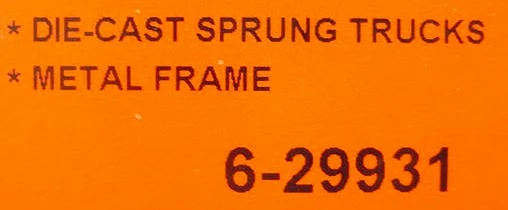 * DIE-CAST SPRUNG TRUCKS
* METAL FRAME
6-29931